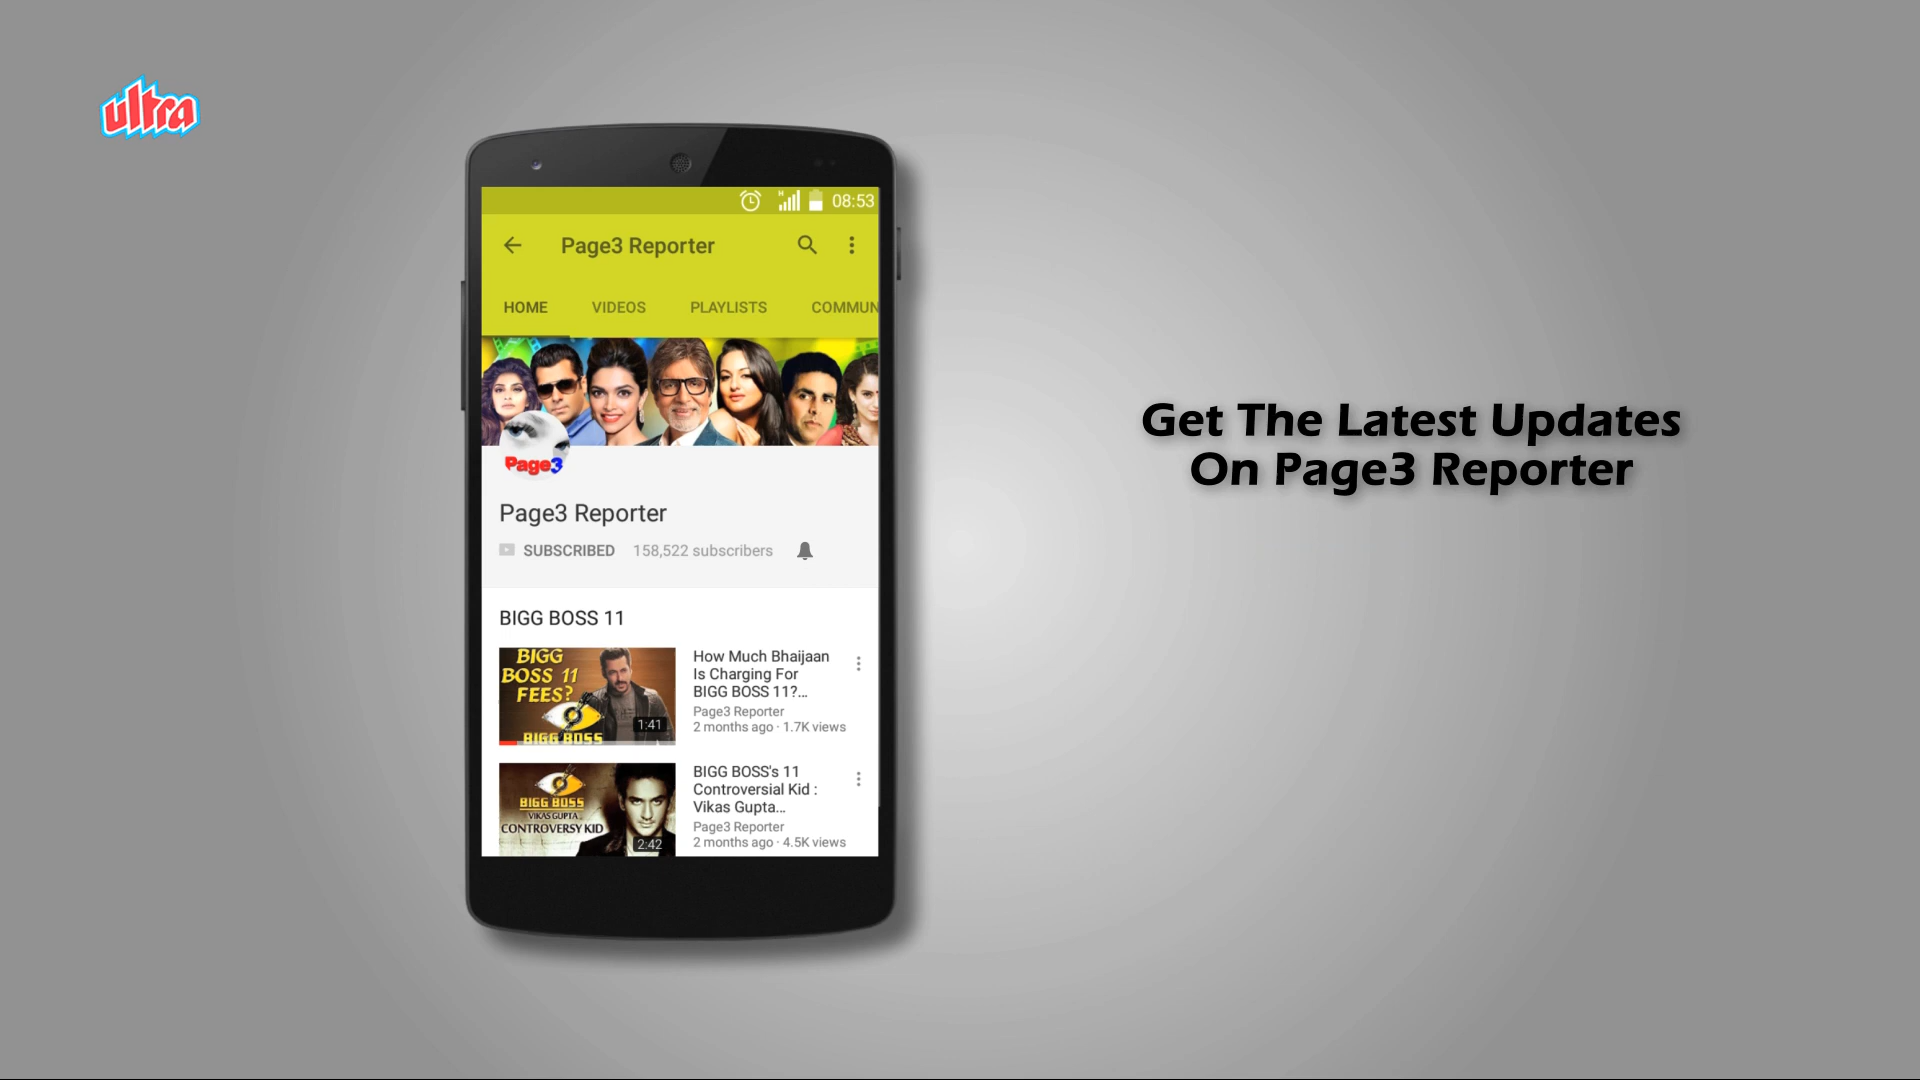 ultra
H 08:53
Page3 Reporter
HOME VIDEOS PLAYLISTS COMMUN
Page3
Page3 Reporter
SUBSCRIBED 158,522 subscribers
BIGG BOSS 11
BIGG
BOSS 11
FEES?
BIGG BOSS
1:41
How Much Bhaijaan
Is Charging For
BIGG BOSS 11?...
Page3 Reporter
2 months ago · 1.7K views
BIGG BOSS
VIKAS GUPTA
CONTROVERSY KID
2:42
BIGG BOSS's 11
Controversial Kid :
Vikas Gupta...
Page3 Reporter
2 months ago · 4.5K views
Get The Latest Updates
On Page3 Reporter